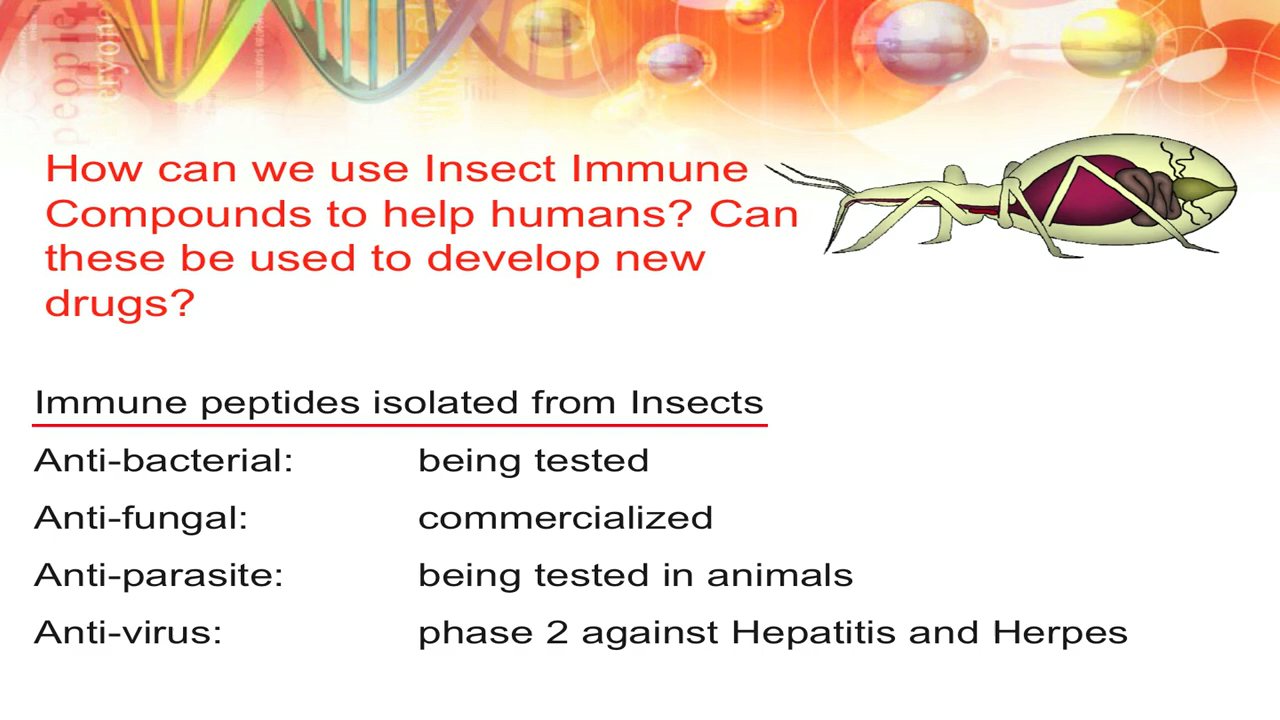 people
eryone
How can we use Insect Immune
Compounds to help humans? Can
these be used to develop new
drugs?
Immune peptides isolated from Insects
Anti-bacterial: being tested
Anti-fungal: commercialized
Anti-parasite: being tested in animals
Anti-virus: phase 2 against Hepatitis and Herpes